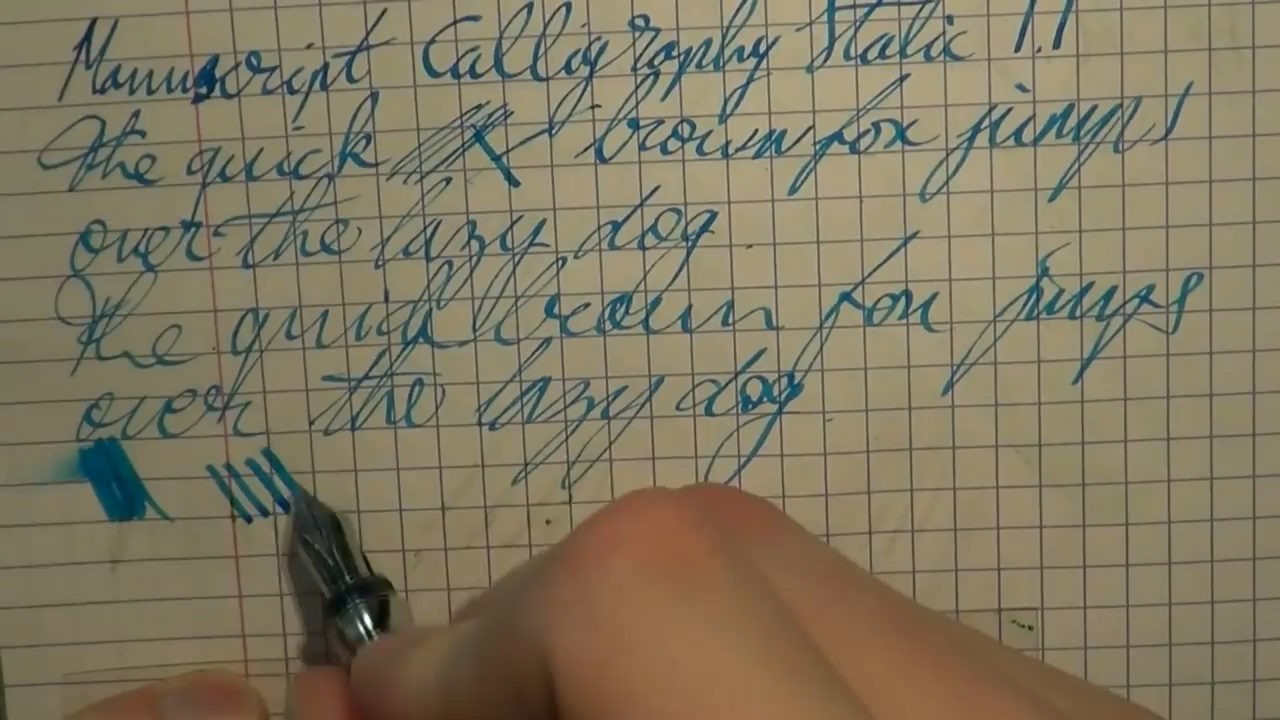 Manuscript Calligraphy Italic 1.1
The quick brown fox jumps
over the lazy dog
The quick brown fox jumps
over the lazy dog